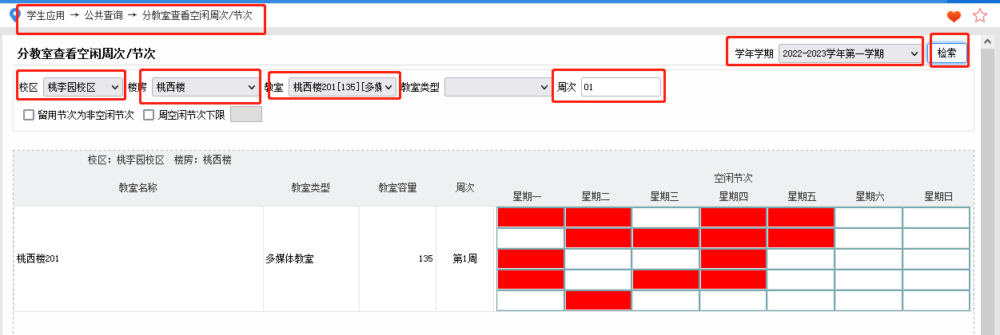 学生应用 → 公共查询 → 分教室查看空闲周次/节次
分教室查看空闲周次/节次 学年学期 2022-2023学年第一学期 检索
校区 桃李园校区 楼房 桃西楼 教室 桃西楼201[135][多媒 教室类型 周次 01
留用节次为非空闲节次 周空闲节次下限
校区：桃李园校区 楼房：桃西楼
教室名称 教室类型 教室容量 周次 空闲节次
星期一 星期二 星期三 星期四 星期五 星期六 星期日
桃西楼201 多媒体教室 135 第1周